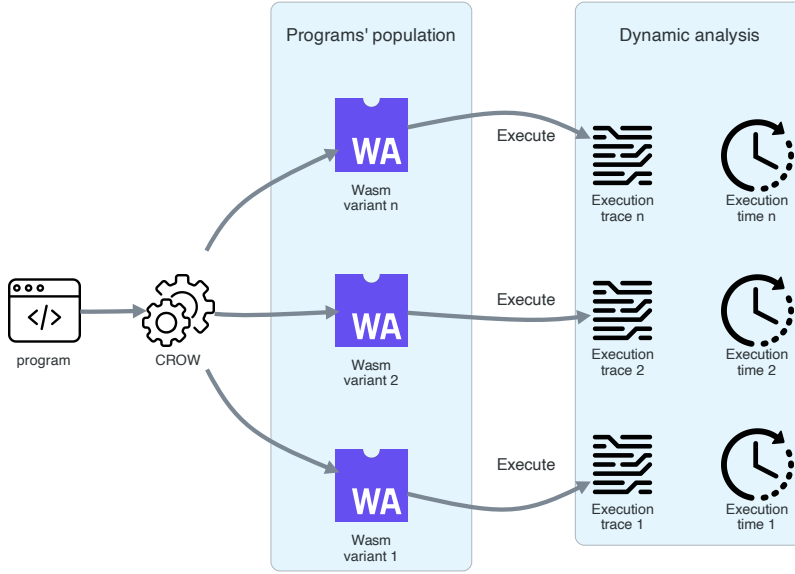 Programs' population
Dynamic analysis
WA
Wasm
variant n
Execute
Execution
trace n
Execution
time n
</>
program
CROW
WA
Wasm
variant 2
Execute
Execution
trace 2
Execution
time 2
WA
Wasm
variant 1
Execute
Execution
trace 1
Execution
time 1